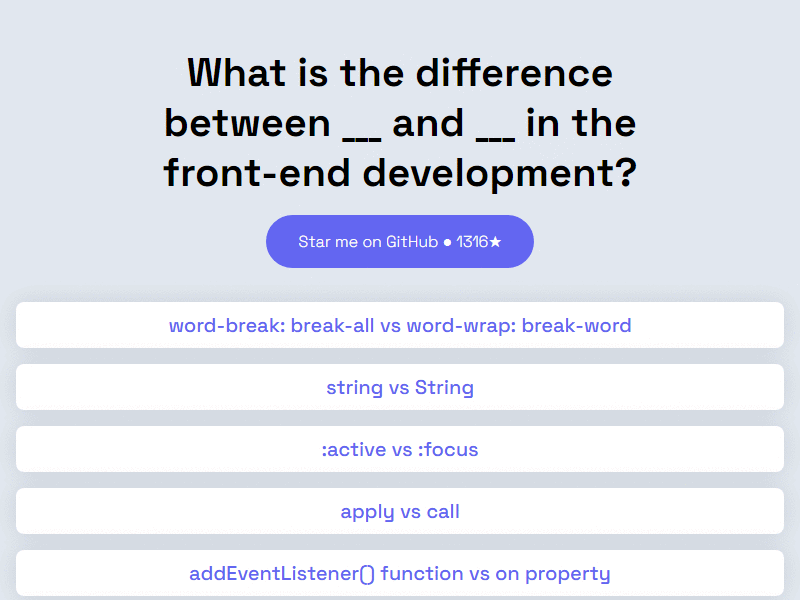 What is the difference
between ___ and ___ in the
front-end development?
Star me on GitHub ● 1316★
word-break: break-all vs word-wrap: break-word
string vs String
:active vs :focus
apply vs call
addEventListener() function vs on property